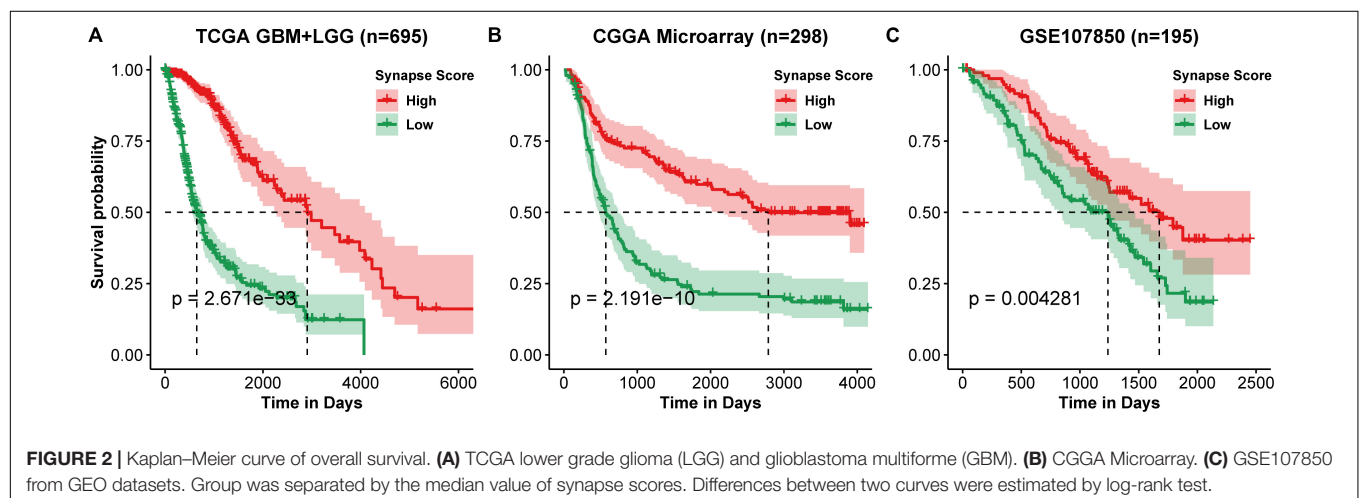 A TCGA GBM+LGG (n=695)
B CGGA Microarray (n=298)
C GSE107850 (n=195)
Survival probability
1.00
0.75
0.50
0.25
0.00
Synapse Score
High
Low
p = 2.671e−33
0 2000 4000 6000
Time in Days
1.00
0.75
0.50
0.25
0.00
Synapse Score
High
Low
p = 2.191e−10
0 1000 2000 3000 4000
Time in Days
1.00
0.75
0.50
0.25
0.00
Synapse Score
High
Low
p = 0.004281
0 500 1000 1500 2000 2500
Time in Days
FIGURE 2 | Kaplan–Meier curve of overall survival. (A) TCGA lower grade glioma (LGG) and glioblastoma multiforme (GBM). (B) CGGA Microarray. (C) GSE107850
from GEO datasets. Group was separated by the median value of synapse scores. Differences between two curves were estimated by log-rank test.